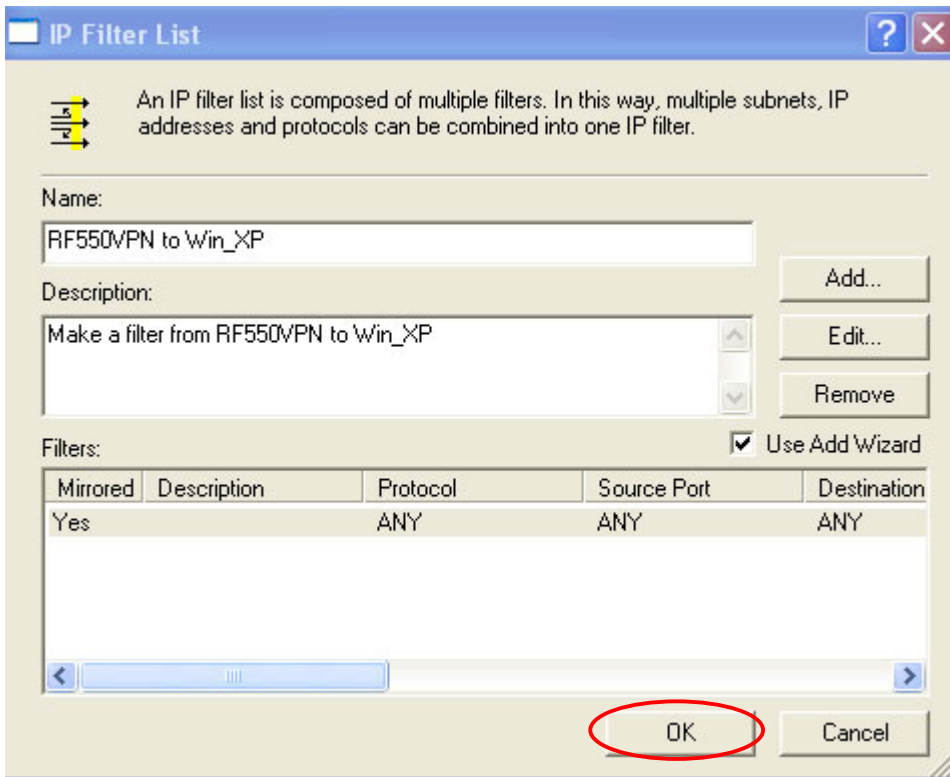 IP Filter List
An IP filter list is composed of multiple filters. In this way, multiple subnets, IP
addresses and protocols can be combined into one IP filter.
Name:
RF550VPN to Win_XP
Add...
Description:
Make a filter from RF550VPN to Win_XP
Edit...
Remove
Filters:
Use Add Wizard
Mirrored Description Protocol Source Port Destination
Yes ANY ANY ANY
OK Cancel